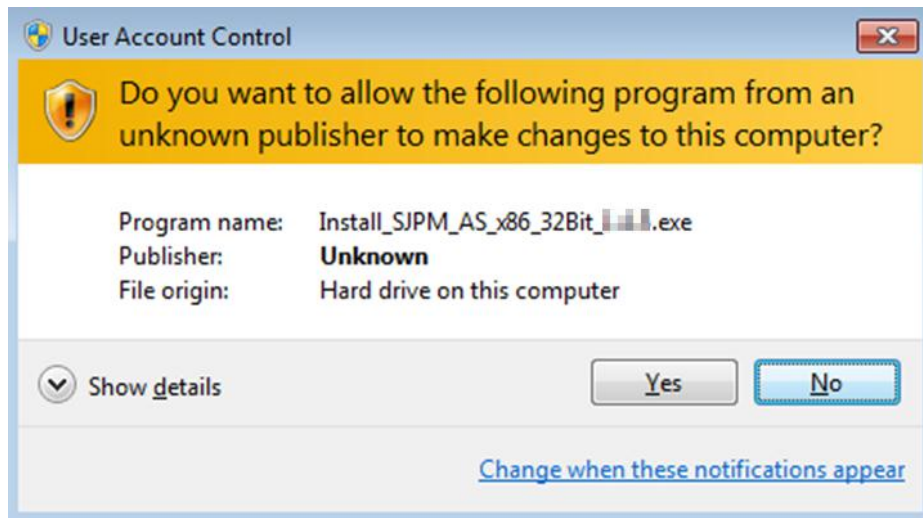 User Account Control
Do you want to allow the following program from an
unknown publisher to make changes to this computer?
Program name: Install_SJPM_AS_x86_32Bit_ .exe
Publisher: Unknown
File origin: Hard drive on this computer
Show details
Yes
No
Change when these notifications appear